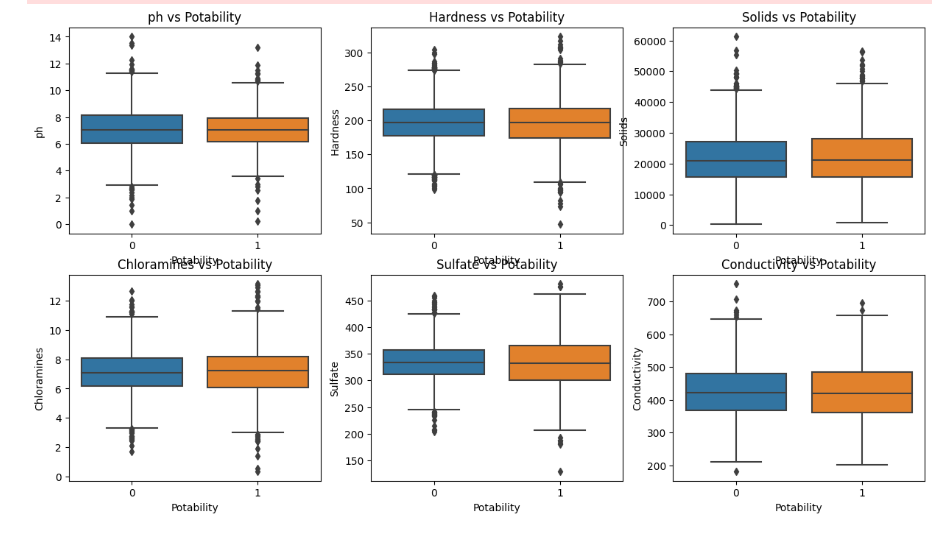 ph vs Potability
Hardness vs Potability
Solids vs Potability
ph
14
12
10
8
6
4
2
0
0
1
Potability
Hardness
300
250
200
150
100
50
0
1
Potability
Solids
60000
50000
40000
30000
20000
10000
0
0
1
Potability
Chloramines vs Potability
Sulfate vs Potability
Conductivity vs Potability
Chloramines
12
10
8
6
4
2
0
0
1
Potability
Sulfate
450
400
350
300
250
200
150
0
1
Potability
Conductivity
700
600
500
400
300
200
0
1
Potability